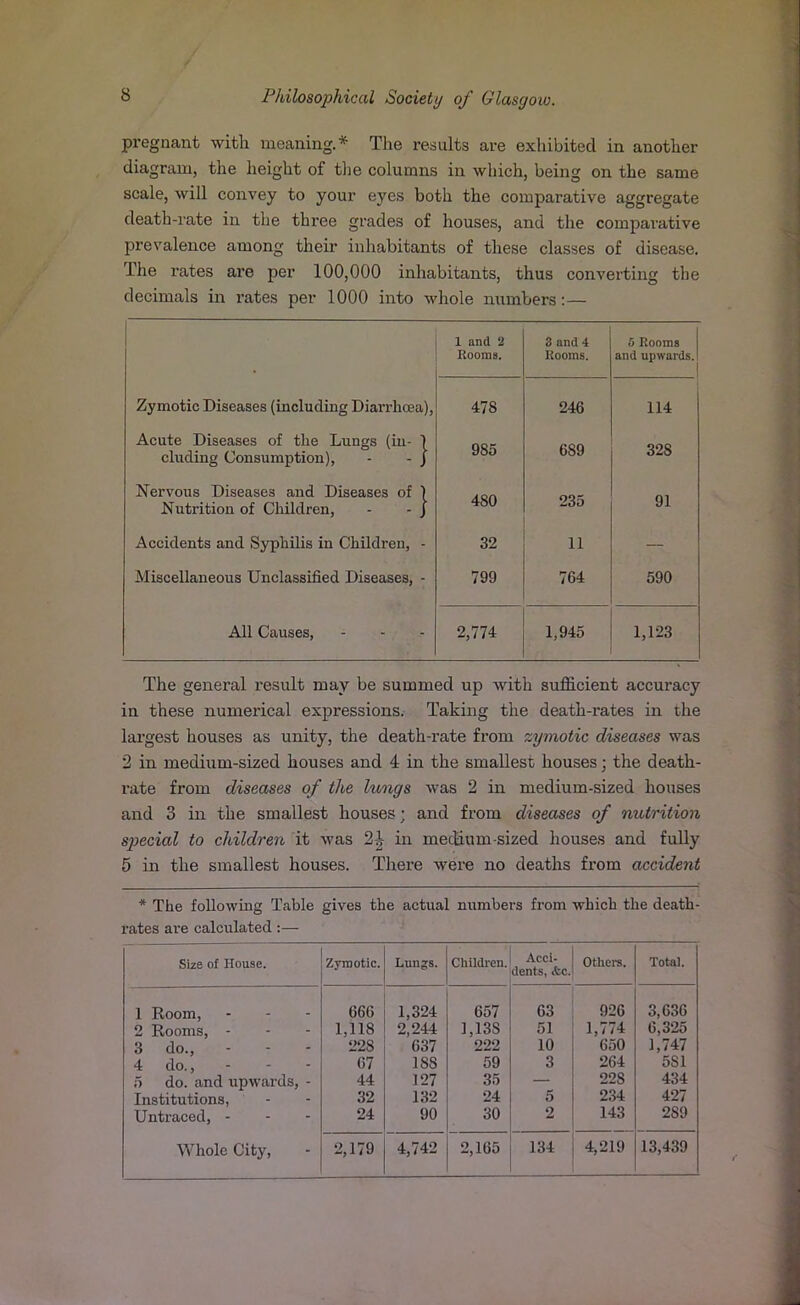 8
Philosophical Society of Glasgow.
pregnant with meaning.* The results are exhibited in another
diagram, the height of the columns in which, being on the same
scale, will convey to your eyes both the comparative aggregate
death-rate in the three grades of houses, and the comparative
prevalence among their inhabitants of these classes of disease.
The rates are per 100,000 inhabitants, thus converting the
decimals in rates per 1000 into whole numbers:—
1 and 2 Rooms. 3 and 4 Rooms. 5 Rooms and upwards.
Zymotic Diseases (including Diarrhœa), 478 246 114
Acute Diseases of the Lungs (in-
cluding Consumption), - - } 985 689 328
Nervous Diseases and Diseases of
Nutrition of Children, - - } 480 235 91
Accidents and Syphilis in Children, - 32 11 —
Miscellaneous Unclassified Diseases, - 799 764 590
All Causes, - - - 2,774 1,945 1,123
The general result may be summed up with sufficient accuracy
in these numerical expressions. Taking the death-rates in the
largest houses as unity, the death-rate from zymotic diseases was
2 in medium-sized houses and 4 in the smallest houses; the death-
rate from diseases of the lungs was 2 in medium-sized houses
and 3 in the smallest houses; and from diseases of nutrition
special to children it was 2½ in medium-sized houses and fully
5 in the smallest houses. There were no deaths from accident
* The following Table gives the actual numbers from which the death-
rates are calculated :—
Size of House. Zymotic. Lungs. Children. Acci-dents, &c. Others. Total.
1 Room, - - - 666 1,324 657 63 926 3,636
2 Rooms, - - - 1,118 2,244 1,138 51 1,774 6,325
3 do., - - - 228 637 222 10 650 1,747
4 do., - - - 67 188 59 3 264 581
5 do. and upwards, - 44 127 35 — 228 434
Institutions, - - 32 132 24 5 234 427
Untraced, - - - 24 90 30 2 143 289
Whole City, - 2,179 4,742 2,165 134 4,219 13,439